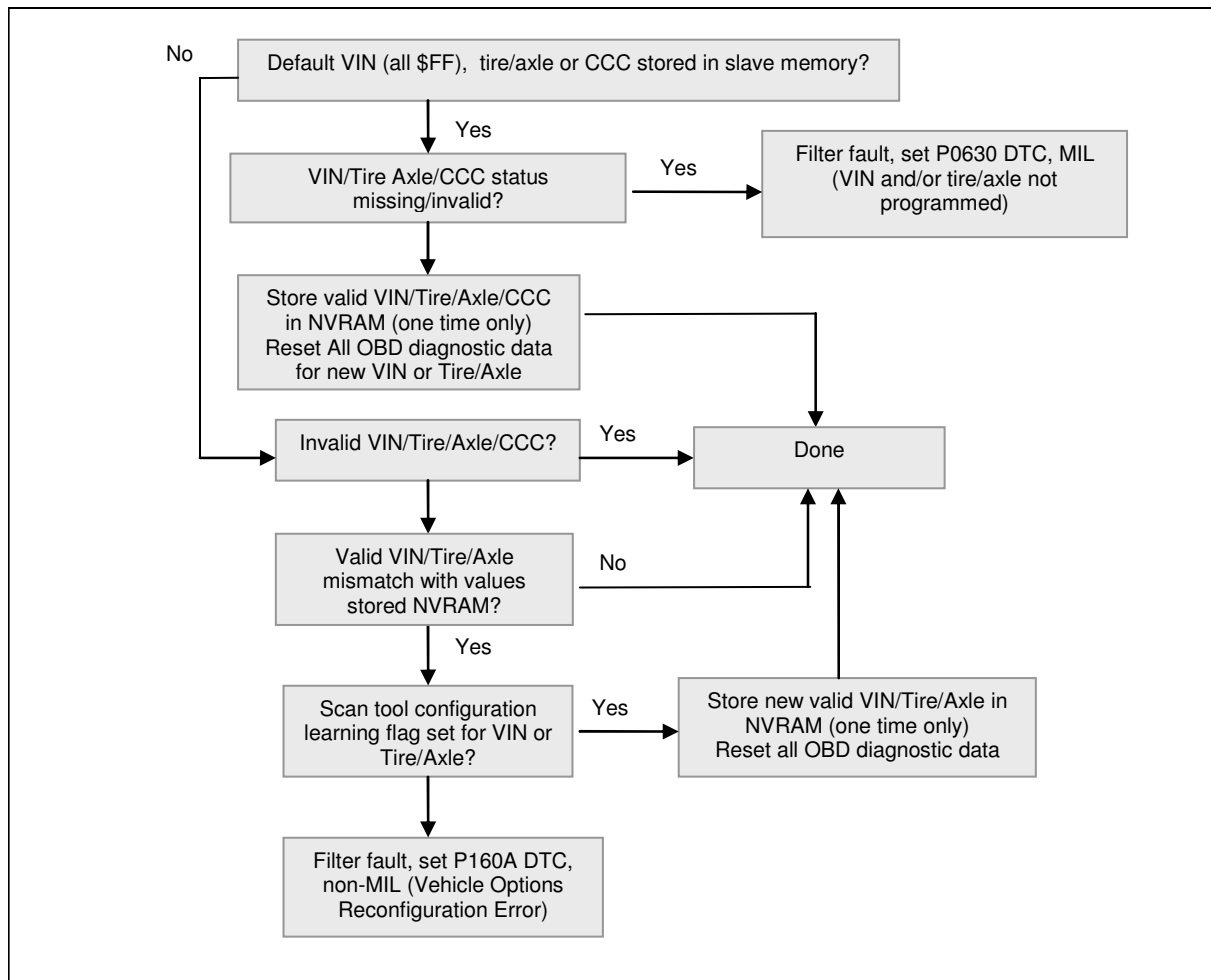 No
Default VIN (all $FF), tire/axle or CCC stored in slave memory?
Yes
VIN/Tire Axle/CCC status
missing/invalid?
Yes
Filter fault, set P0630 DTC, MIL
(VIN and/or tire/axle not
programmed)
Store valid VIN/Tire/Axle/CCC
in NVRAM (one time only)
Reset All OBD diagnostic data
for new VIN or Tire/Axle
Invalid VIN/Tire/Axle/CCC?
Yes
Done
Valid VIN/Tire/Axle
mismatch with values
stored NVRAM?
No
Yes
Scan tool configuration
learning flag set for VIN or
Tire/Axle?
Yes
Store new valid VIN/Tire/Axle in
NVRAM (one time only)
Reset all OBD diagnostic data
Filter fault, set P160A DTC,
non-MIL (Vehicle Options
Reconfiguration Error)